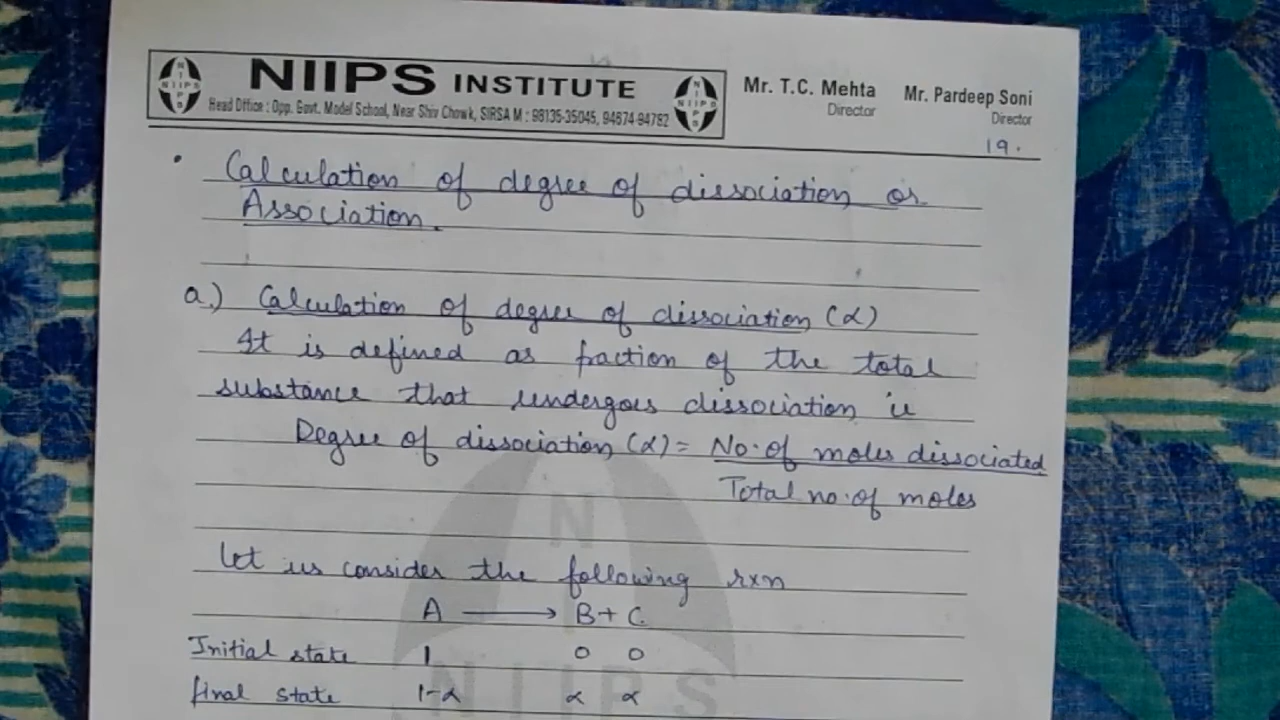 NIIPS INSTITUTE
Head Office : Opp. Govt. Model School, Near Shiv Chowk, SIRSA M : 98135-35045, 94674-94782
Mr. T.C. Mehta
Director
Mr. Pardeep Soni
Director
19.
• Calculation of degree of dissociation or
Association.
a.) Calculation of degree of dissociation (α)
It is defined as fraction of the total
substance that undergoes dissociation ie
Degree of dissociation (α) = No. of moles dissociated
Total no. of moles
Let us consider the following rxn
A → B + C
Initial state 1 0 0
final state 1-α α α
N
NIIPS